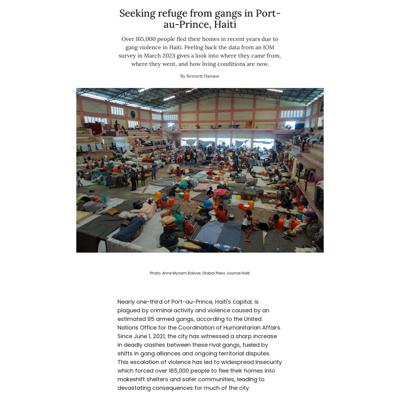 Seeking refuge from gangs in Port-
au-Prince, Haiti
Over 165,000 people fled their homes in recent years due to
gang violence in Haiti. Peeling back the data from an IOM
survey in March 2023 gives a look into where they came from,
where they went, and how living conditions are now.
By Bennett Hanson
Photo: Anne Myriam Bolivar, Global Press Journal Haiti
Nearly one-third of Port-au-Prince, Haiti's capital, is
plagued by criminal activity and violence caused by an
estimated 95 armed gangs, according to the United
Nations Office for the Coordination of Humanitarian Affairs.
Since June 1, 2021, the city has witnessed a sharp increase
in deadly clashes between these rival gangs, fueled by
shifts in gang alliances and ongoing territorial disputes.
This escalation of violence has led to widespread insecurity
which forced over 165,000 people to flee their homes into
makeshift shelters and safer communities, leading to
devastating consequences for much of the city.